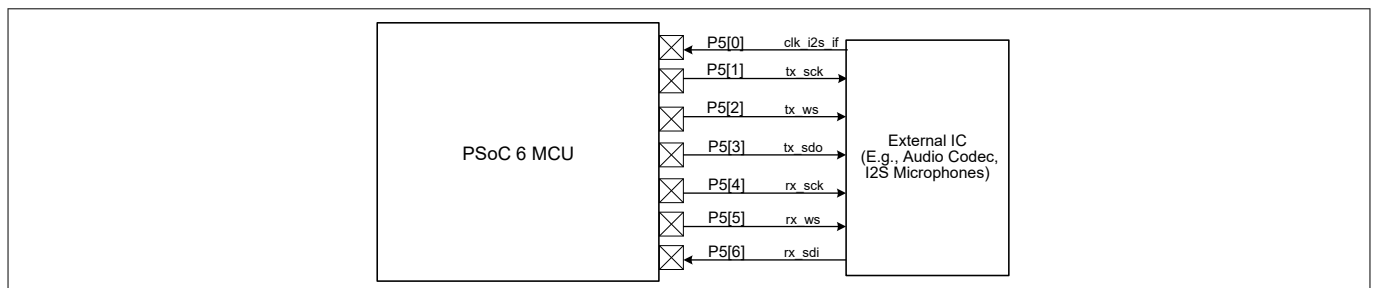 PSoC 6 MCU
P5[0] clk_i2s_if
P5[1] tx_sck
P5[2] tx_ws
P5[3] tx_sdo
P5[4] rx_sck
P5[5] rx_ws
P5[6] rx_sdi
External IC
(E.g., Audio Codec,
I2S Microphones)